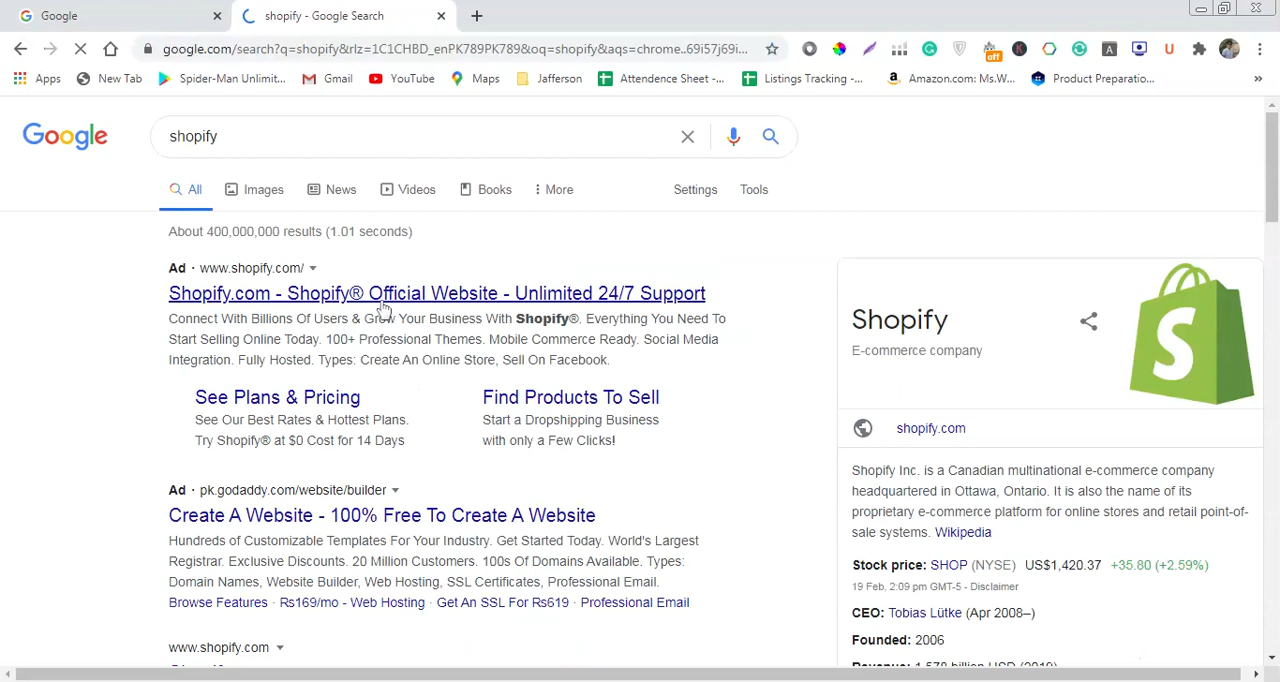 Google
shopify - Google Search
google.com/search?q=shopify&rlz=1C1CHBD_enPK789PK789&oq=shopify&aqs=chrome..69i57j69i...
off
Apps
New Tab
Spider-Man Unlimit...
Gmail
YouTube
Maps
Jafferson
Attendence Sheet -...
Listings Tracking -...
Amazon.com: Ms.W...
Product Preparatio...
Google
shopify
All
Images
News
Videos
Books
More
Settings
Tools
About 400,000,000 results (1.01 seconds)
Ad · www.shopify.com/
Shopify.com - Shopify® Official Website - Unlimited 24/7 Support
Connect With Billions Of Users & Grow Your Business With Shopify®. Everything You Need To
Start Selling Online Today. 100+ Professional Themes. Mobile Commerce Ready. Social Media
Integration. Fully Hosted. Types: Create An Online Store, Sell On Facebook.
See Plans & Pricing
See Our Best Rates & Hottest Plans.
Try Shopify® at $0 Cost for 14 Days
Find Products To Sell
Start a Dropshipping Business
with only a Few Clicks!
Ad · pk.godaddy.com/website/builder
Create A Website - 100% Free To Create A Website
Hundreds of Customizable Templates For Your Industry. Get Started Today. World's Largest
Registrar. Exclusive Discounts. 20 Million Customers. 100s Of Domains Available. Types:
Domain Names, Website Builder, Web Hosting, SSL Certificates, Professional Email.
Browse Features · Rs169/mo - Web Hosting · Get An SSL For Rs619 · Professional Email
www.shopify.com
Shopify
E-commerce company
shopify.com
Shopify Inc. is a Canadian multinational e-commerce company
headquartered in Ottawa, Ontario. It is also the name of its
proprietary e-commerce platform for online stores and retail point-of-
sale systems. Wikipedia
Stock price: SHOP (NYSE) US$1,420.37 +35.80 (+2.59%)
19 Feb, 2:09 pm GMT-5 - Disclaimer
CEO: Tobias Lütke (Apr 2008–)
Founded: 2006
Revenue: 1.578 billion USD (2019)